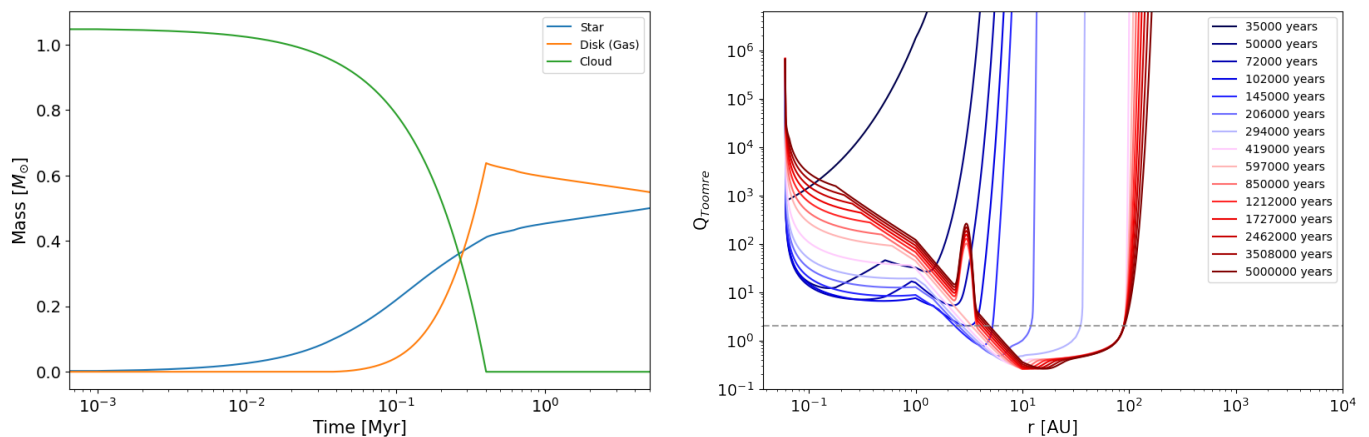 Mass [M⊙]
1.0
0.8
0.6
0.4
0.2
0.0
10⁻³
10⁻²
10⁻¹
10⁰
Time [Myr]
Star
Disk (Gas)
Cloud
Q_Toomre
10⁶
10⁵
10⁴
10³
10²
10¹
10⁰
10⁻¹
10⁻¹
10⁰
10¹
10²
10³
10⁴
r [AU]
35000 years
50000 years
72000 years
102000 years
145000 years
206000 years
294000 years
419000 years
597000 years
850000 years
1212000 years
1727000 years
2462000 years
3508000 years
5000000 years